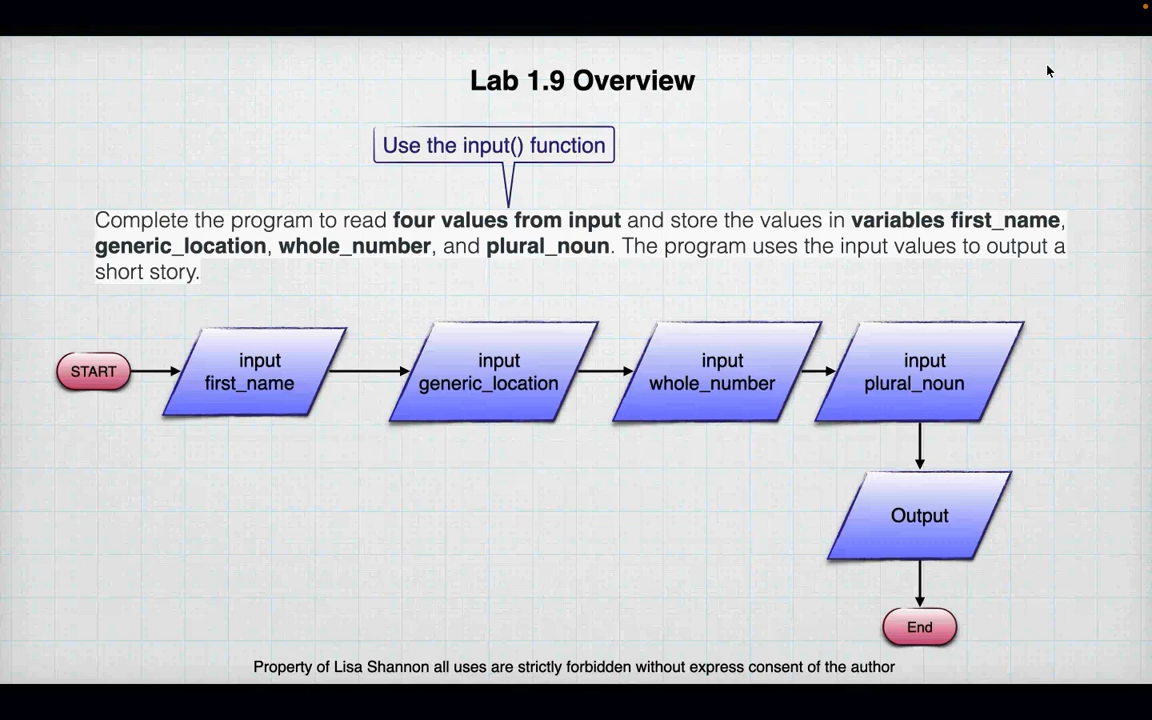 Lab 1.9 Overview
Use the input() function
Complete the program to read four values from input and store the values in variables first_name,
generic_location, whole_number, and plural_noun. The program uses the input values to output a
short story.
START
input
first_name
input
generic_location
input
whole_number
input
plural_noun
Output
End
Property of Lisa Shannon all uses are strictly forbidden without express consent of the author